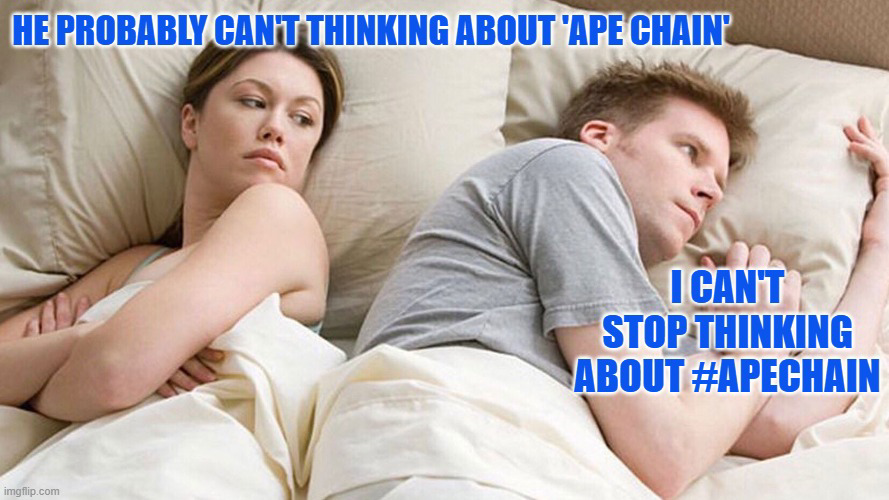 HE PROBABLY CAN'T THINKING ABOUT 'APE CHAIN'
I CAN'T
STOP THINKING
ABOUT #APECHAIN
imgflip.com